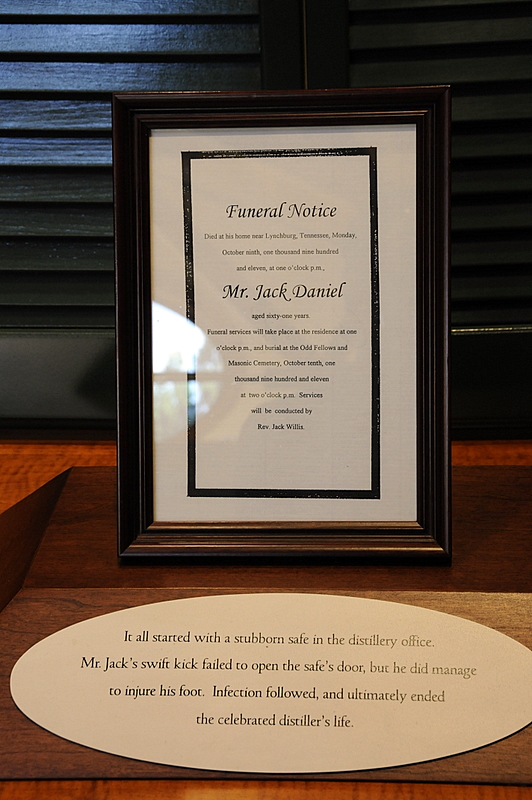 Funeral Notice
Died at his home near Lynchburg, Tennessee, Monday,
October ninth, one thousand nine hundred
and eleven, at one o'clock p.m.,
Mr. Jack Daniel
aged sixty-one years.
Funeral services will take place at the residence at one
o'clock p.m., and burial at the Odd Fellows and
Masonic Cemetery, October tenth, one
thousand nine hundred and eleven
at two o'clock p.m. Services
will be conducted by
Rev. Jack Willis.
It all started with a stubborn safe in the distillery office.
Mr. Jack's swift kick failed to open the safe's door, but he did manage
to injure his foot. Infection followed, and ultimately ended
the celebrated distiller's life.